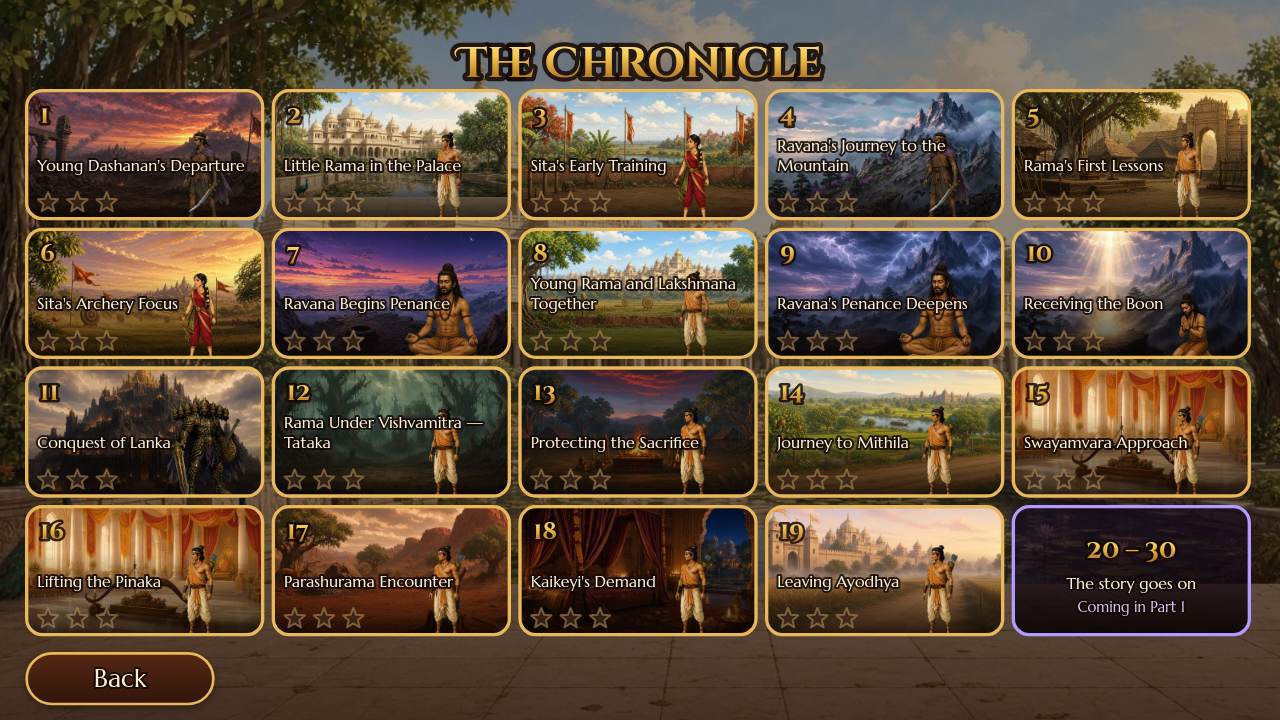 THE CHRONICLE
1
Young Dashanan's Departure
2
Little Rama in the Palace
3
Sita's Early Training
4
Ravana's Journey to the
Mountain
5
Rama's First Lessons
6
Sita's Archery Focus
7
Ravana Begins Penance
8
Young Rama and Lakshmana
Together
9
Ravana's Penance Deepens
10
Receiving the Boon
11
Conquest of Lanka
12
Rama Under Vishvamitra —
Tataka
13
Protecting the Sacrifice
14
Journey to Mithila
15
Swayamvara Approach
16
Lifting the Pinaka
17
Parashurama Encounter
18
Kaikeyi's Demand
19
Leaving Ayodhya
20 – 30
The story goes on
Coming in Part I
Back